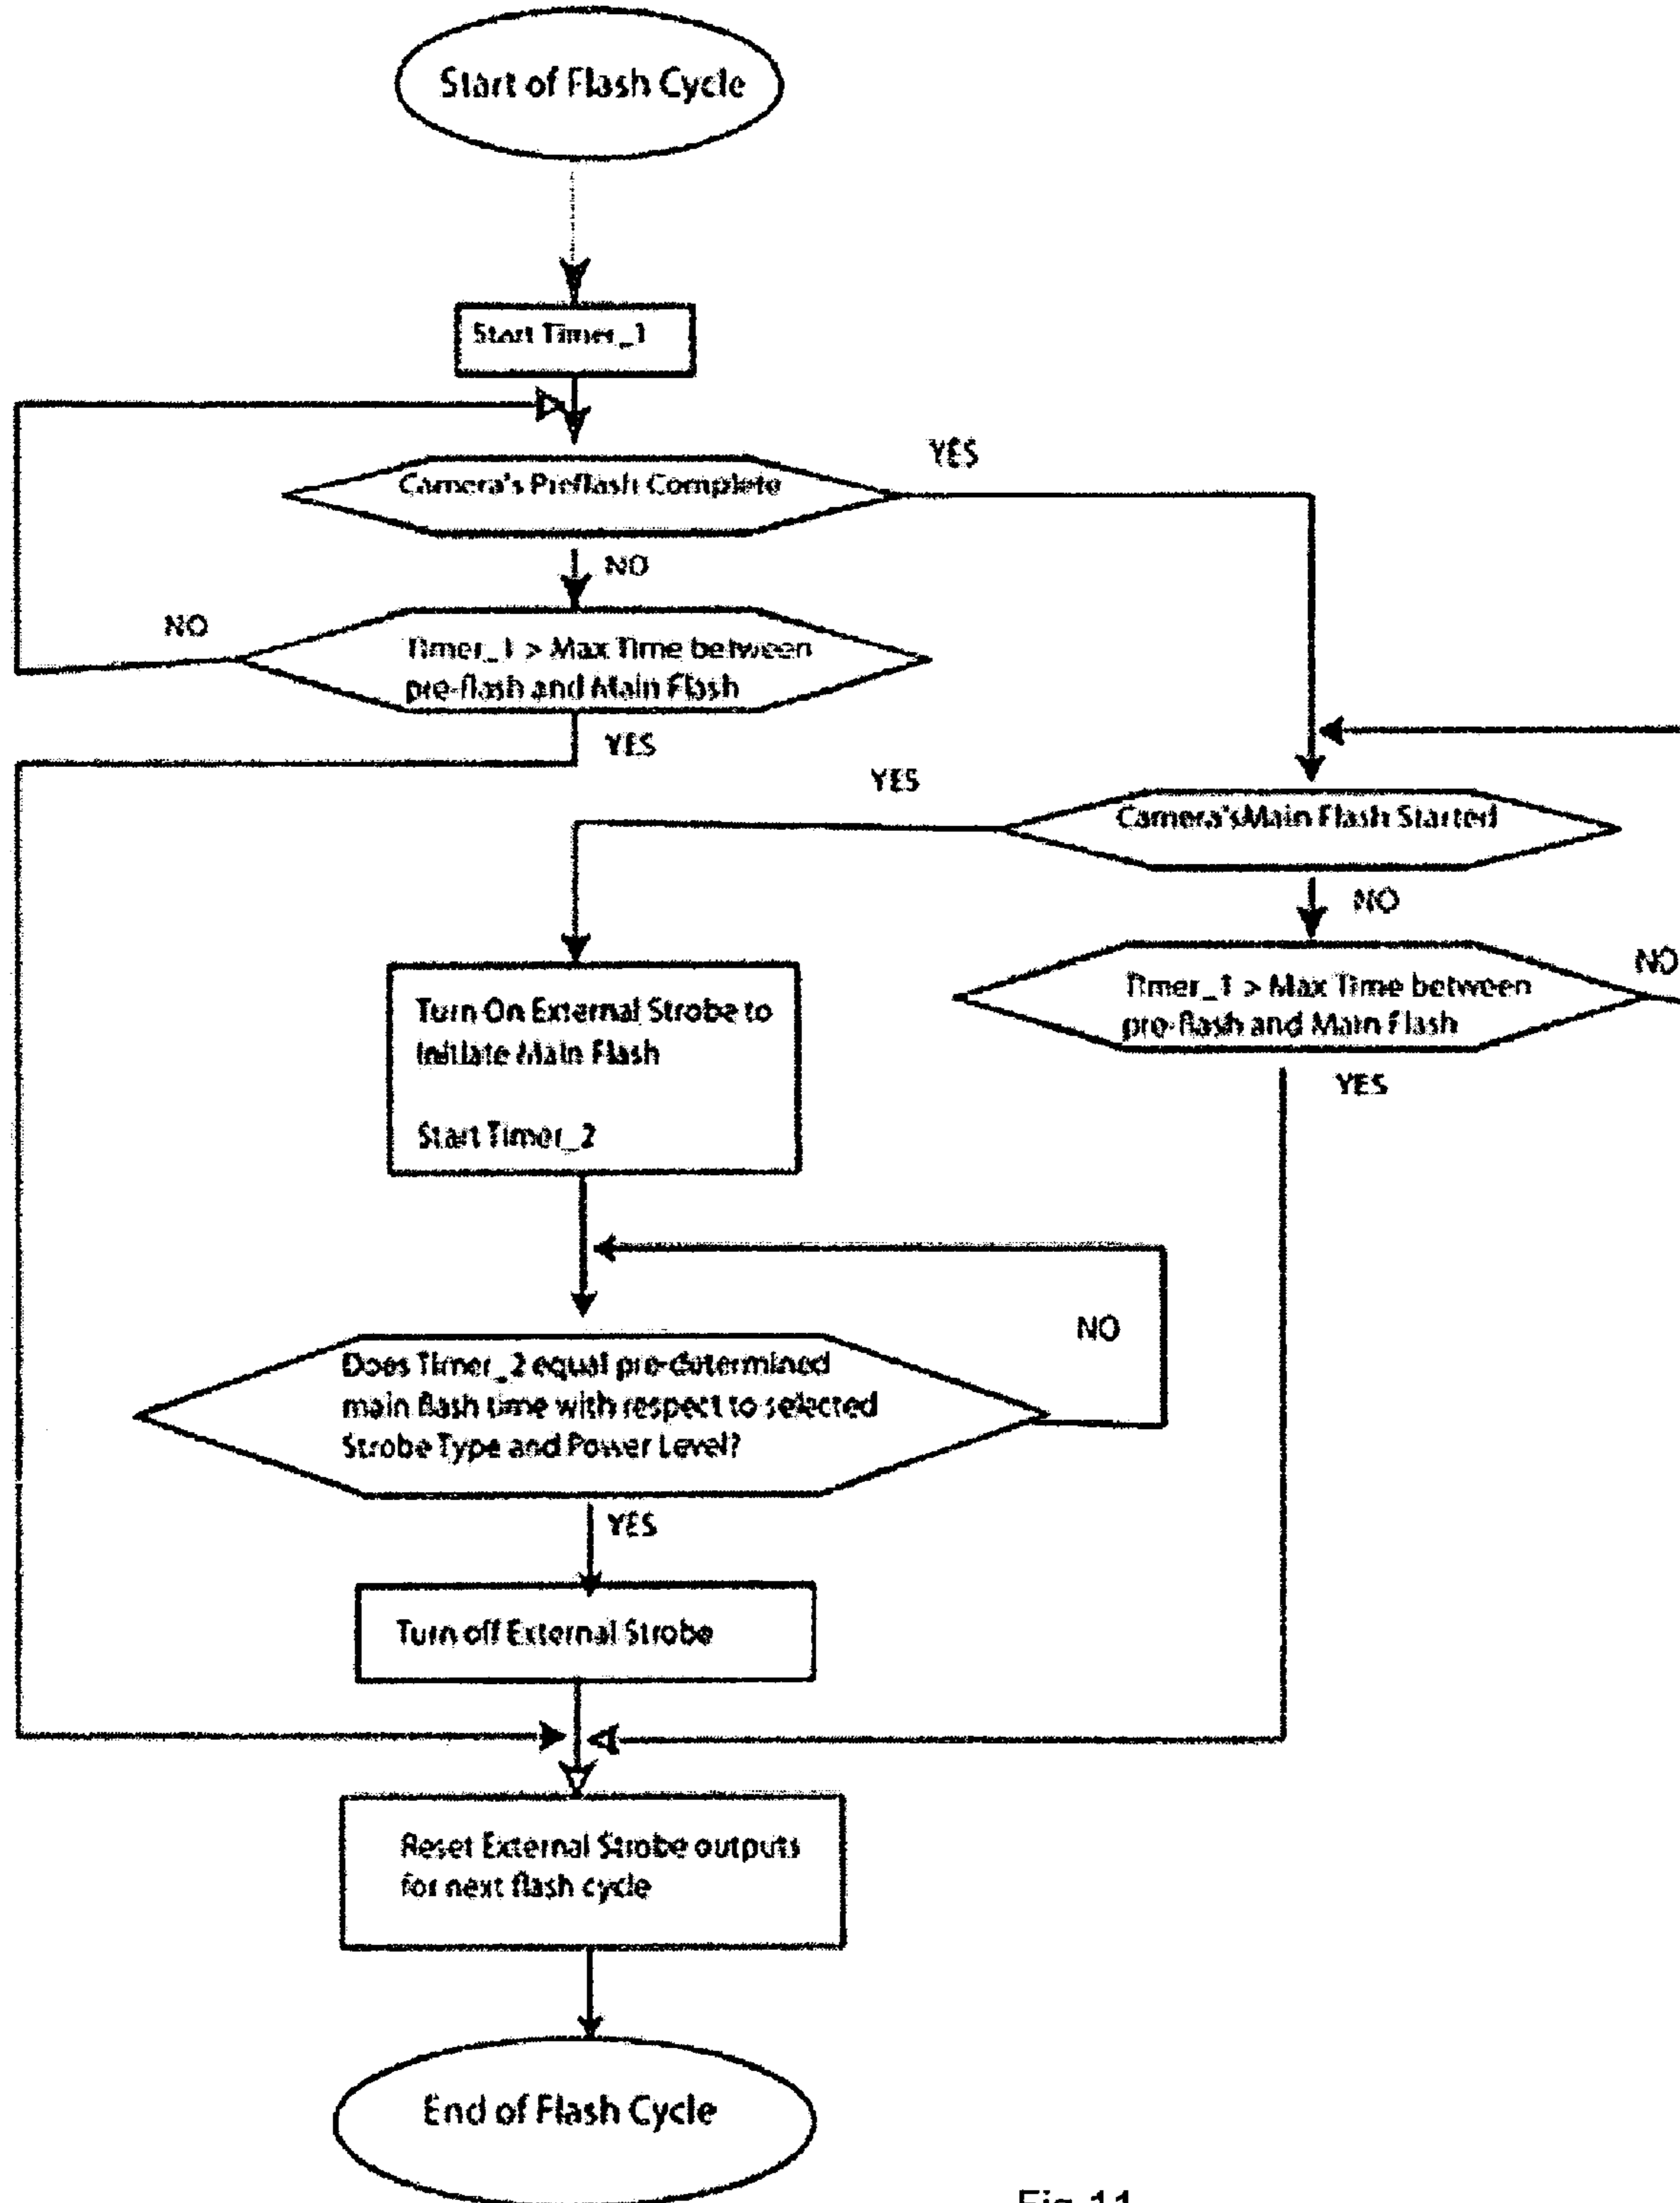 Start of Flash Cycle
Start Timer_1
Camera's Preflash Complete
YES
NO
Timer_1 > Max Time between
pre-flash and Main Flash
NO
YES
Camera'sMain Flash Started
YES
NO
Timer_1 > Max Time between
pre-flash and Main Flash
NO
YES
Turn On External Strobe to
Initiate Main Flash
Start Timer_2
Does Timer_2 equal pre-determined
main flash time with respect to selected
Strobe Type and Power Level?
NO
YES
Turn off External Strobe
Reset External Strobe outputs
for next flash cycle
End of Flash Cycle
Fig 11